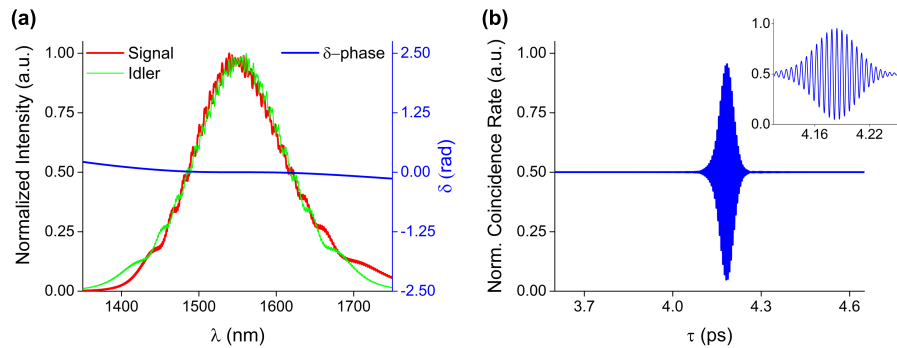 (a)
Signal
Idler
δ−phase
1.00
0.75
0.50
0.25
0.00
Normalized Intensity (a.u.)
2.50
1.25
0.00
-1.25
-2.50
δ (rad)
1400 1500 1600 1700
λ (nm)
(b)
1.00
0.75
0.50
0.25
0.00
Norm. Coincidence Rate (a.u.)
3.7 4.0 4.3 4.6
τ (ps)
1.0
0.5
0.0
4.16 4.22